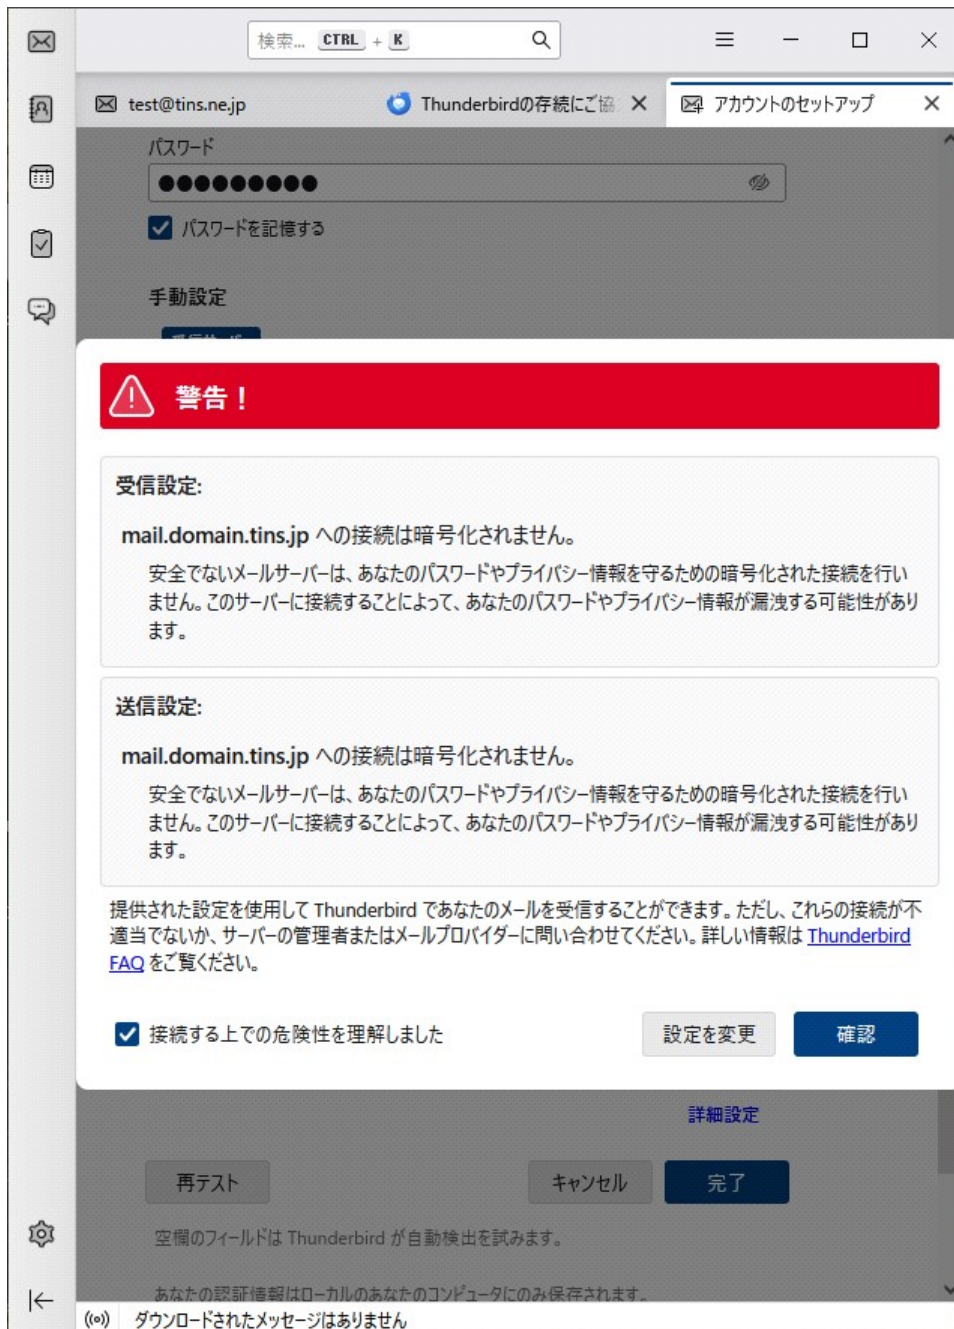 検索... CTRL + K
test@tins.ne.jp
Thunderbirdの存続にご協
アカウントのセットアップ
パスワード
パスワードを記憶する
手動設定
警告！
受信設定:
mail.domain.tins.jp への接続は暗号化されません。
安全でないメールサーバーは、あなたのパスワードやプライバシー情報を守るための暗号化された接続を行い
ません。このサーバーに接続することによって、あなたのパスワードやプライバシー情報が漏洩する可能性があり
ます。
送信設定:
mail.domain.tins.jp への接続は暗号化されません。
安全でないメールサーバーは、あなたのパスワードやプライバシー情報を守るための暗号化された接続を行い
ません。このサーバーに接続することによって、あなたのパスワードやプライバシー情報が漏洩する可能性があり
ます。
提供された設定を使用して Thunderbird であなたのメールを受信することができます。ただし、これらの接続が不
適当でないか、サーバーの管理者またはメールプロバイダーに問い合わせてください。詳しい情報は Thunderbird
FAQ をご覧ください。
接続する上での危険性を理解しました
設定を変更
確認
詳細設定
再テスト
キャンセル
完了
空欄のフィールドは Thunderbird が自動検出を試みます。
あなたの認証情報はローカルのあなたのコンピュータにのみ保存されます。
ダウンロードされたメッセージはありません